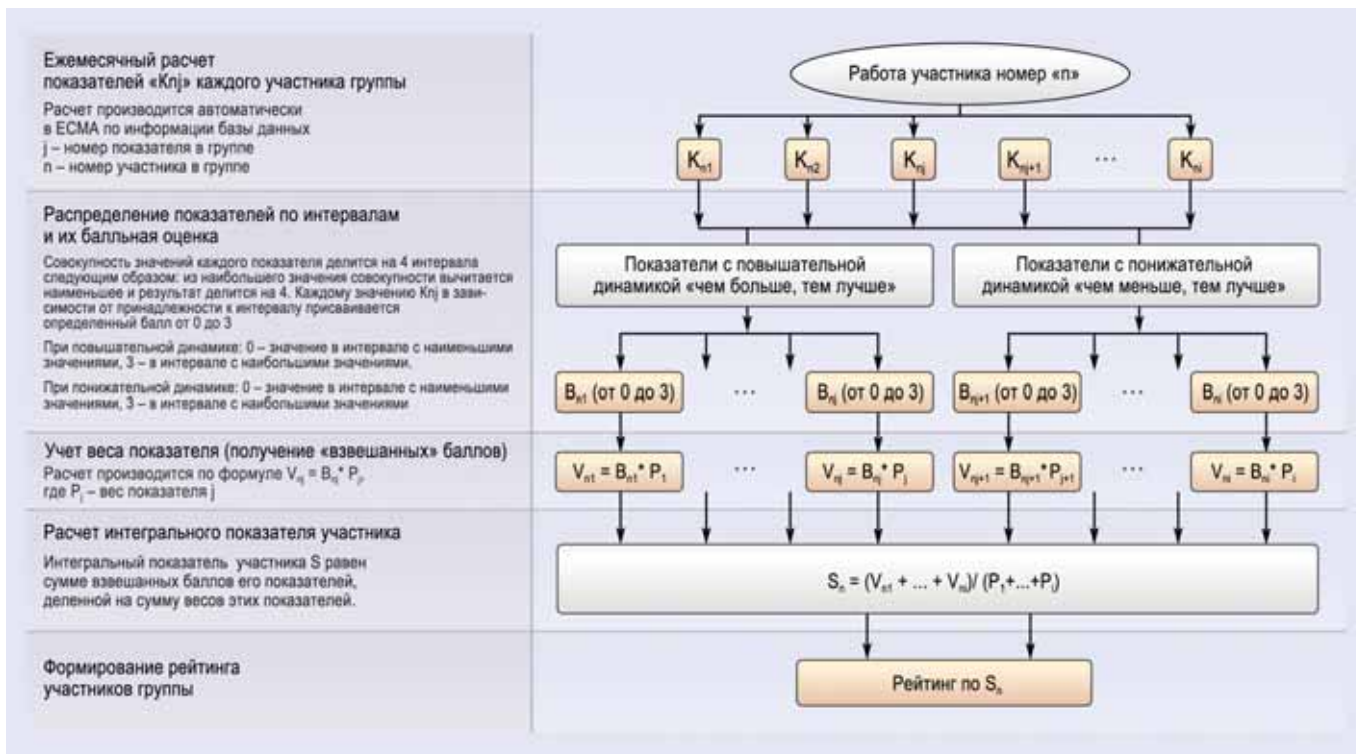 Ежемесячный расчет
показателей «Knj» каждого участника группы
Расчет производится автоматически
в ЕСМА по информации базы данных
j – номер показателя в группе
n – номер участника в группе
Работа участника номер «n»
Kn1 Kn2 Knj Knj+1 ... Kni
Распределение показателей по интервалам
и их балльная оценка
Совокупность значений каждого показателя делится на 4 интервала
следующим образом: из наибольшего значения совокупности вычитается
наименьшее и результат делится на 4. Каждому значению Knj в зави-
симости от принадлежности к интервалу присваивается
определенный балл от 0 до 3
При повышательной динамике: 0 – значение в интервале с наименьшими
значениями, 3 – в интервале с наибольшими значениями.
При понижательной динамике: 0 – значение в интервале с наименьшими
значениями, 3 – в интервале с наибольшими значениями
Показатели с повышательной
динамикой «чем больше, тем лучше»
Показатели с понижательной
динамикой «чем меньше, тем лучше»
Bn1 (от 0 до 3) ... Bnj (от 0 до 3) Bnj+1 (от 0 до 3) ... Bni (от 0 до 3)
Учет веса показателя (получение «взвешанных» баллов)
Расчет производится по формуле Vnj = Bnj* Pj,
где Pj – вес показателя j
Vn1 = Bn1* P1 ... Vnj = Bnj* Pj Vnj+1 = Bnj+1*Pj+1 ... Vni = Bni* Pi
Расчет интегрального показателя участника
Интегральный показатель участника S равен
сумме взвешанных баллов его показателей,
деленной на сумму весов этих показателей.
Sn = (Vn1 + ... + Vni)/ (P1+...+Pi)
Формирование рейтинга
участников группы
Рейтинг по Sn